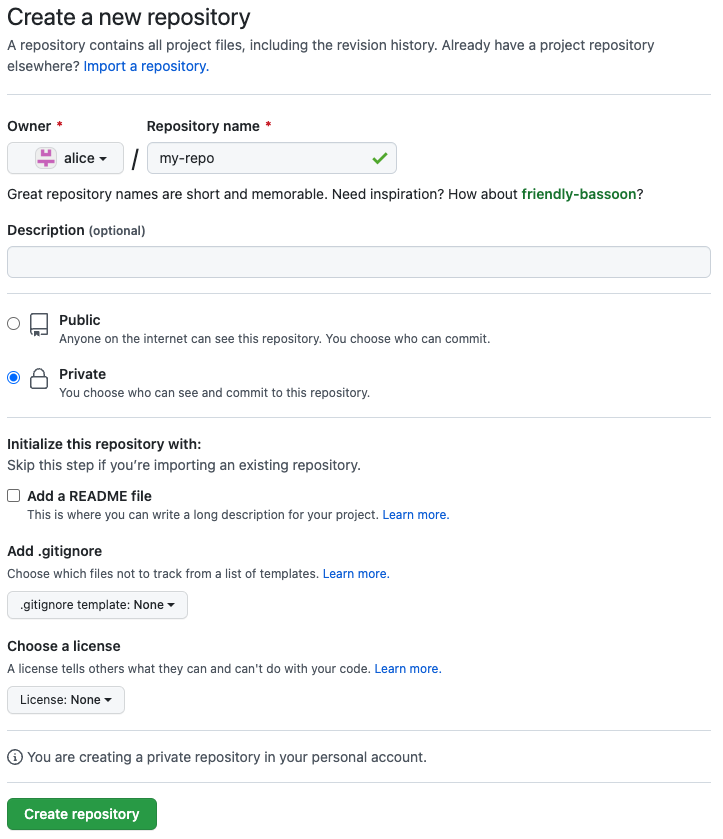 Create a new repository
A repository contains all project files, including the revision history. Already have a project repository
elsewhere? Import a repository.
Owner * Repository name *
alice / my-repo
Great repository names are short and memorable. Need inspiration? How about friendly-bassoon?
Description (optional)
Public
Anyone on the internet can see this repository. You choose who can commit.
Private
You choose who can see and commit to this repository.
Initialize this repository with:
Skip this step if you’re importing an existing repository.
Add a README file
This is where you can write a long description for your project. Learn more.
Add .gitignore
Choose which files not to track from a list of templates. Learn more.
.gitignore template: None
Choose a license
A license tells others what they can and can't do with your code. Learn more.
License: None
You are creating a private repository in your personal account.
Create repository